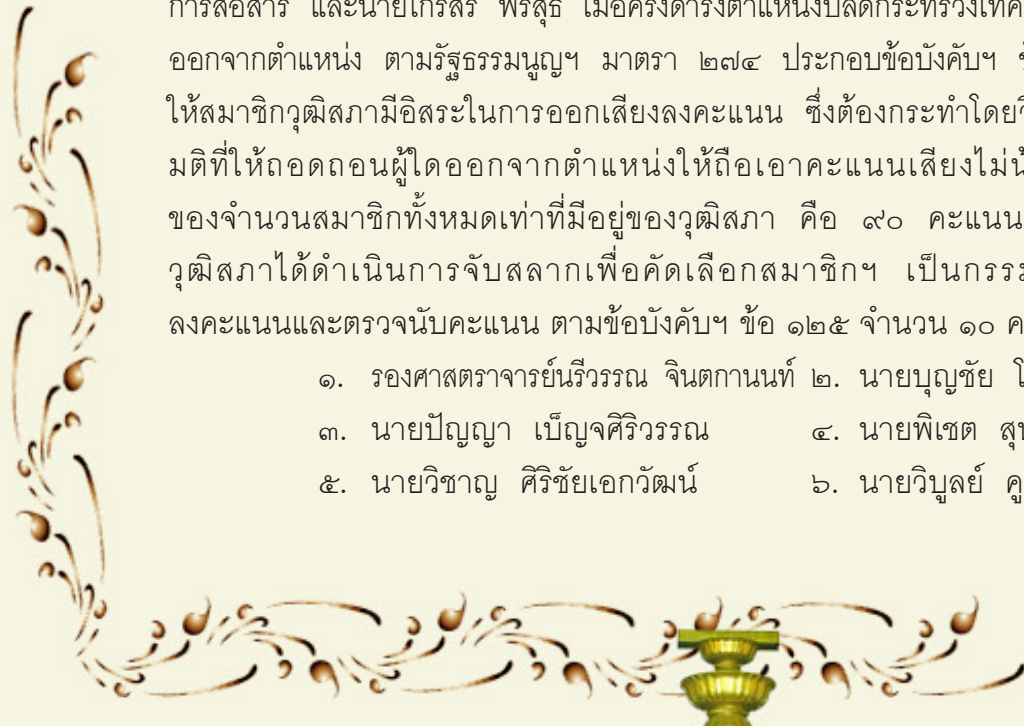 การสื่อสาร และนายไกรสร พรสุธี เมื่อครั้งดำรงตำแหน่งปลัดกระทรวงเทค
ออกจากตำแหน่ง ตามรัฐธรรมนูญฯ มาตรา ๒๗๔ ประกอบข้อบังคับฯ
ให้สมาชิกวุฒิสภามีอิสระในการออกเสียงลงคะแนน ซึ่งต้องกระทำโดยวิ
มติที่ให้ถอดถอนผู้ใดออกจากตำแหน่งให้ถือเอาคะแนนเสียงไม่น้
ของจำนวนสมาชิกทั้งหมดเท่าที่มีอยู่ของวุฒิสภา คือ ๙๐ คะแนน
วุฒิสภาได้ดำเนินการจับสลากเพื่อคัดเลือกสมาชิกฯ เป็นกรรม
ลงคะแนนและตรวจนับคะแนน ตามข้อบังคับฯ ข้อ ๑๒๕ จำนวน ๑๐ ค
๑. รองศาสตราจารย์นรีวรรณ จินตกานนท์ ๒. นายบุญชัย โ
๓. นายปัญญา เบ็ญจศิริวรรณ ๔. นายพิเชต สุ
๕. นายวิชาญ ศิริชัยเอกวัฒน์ ๖. นายวิบูลย์ คู